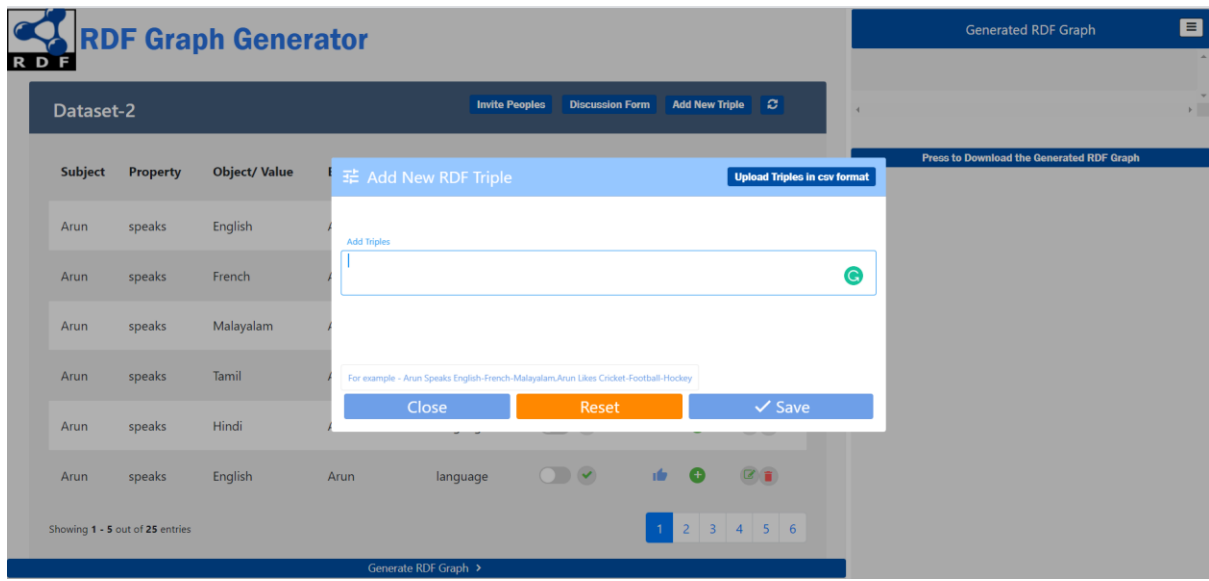 RDF
RDF Graph Generator
Generated RDF Graph
Dataset-2
Invite Peoples
Discussion Form
Add New Triple
Press to Download the Generated RDF Graph
Subject Property Object/ Value
Add New RDF Triple
Upload Triples in csv format
Arun speaks English
Add Triples
Arun speaks French
Arun speaks Malayalam
Arun speaks Tamil
For example - Arun Speaks English-French-Malayalam,Arun Likes Cricket-Football-Hockey
Close Reset Save
Arun speaks Hindi
Arun speaks English Arun language
Showing 1 - 5 out of 25 entries
1 2 3 4 5 6
Generate RDF Graph >